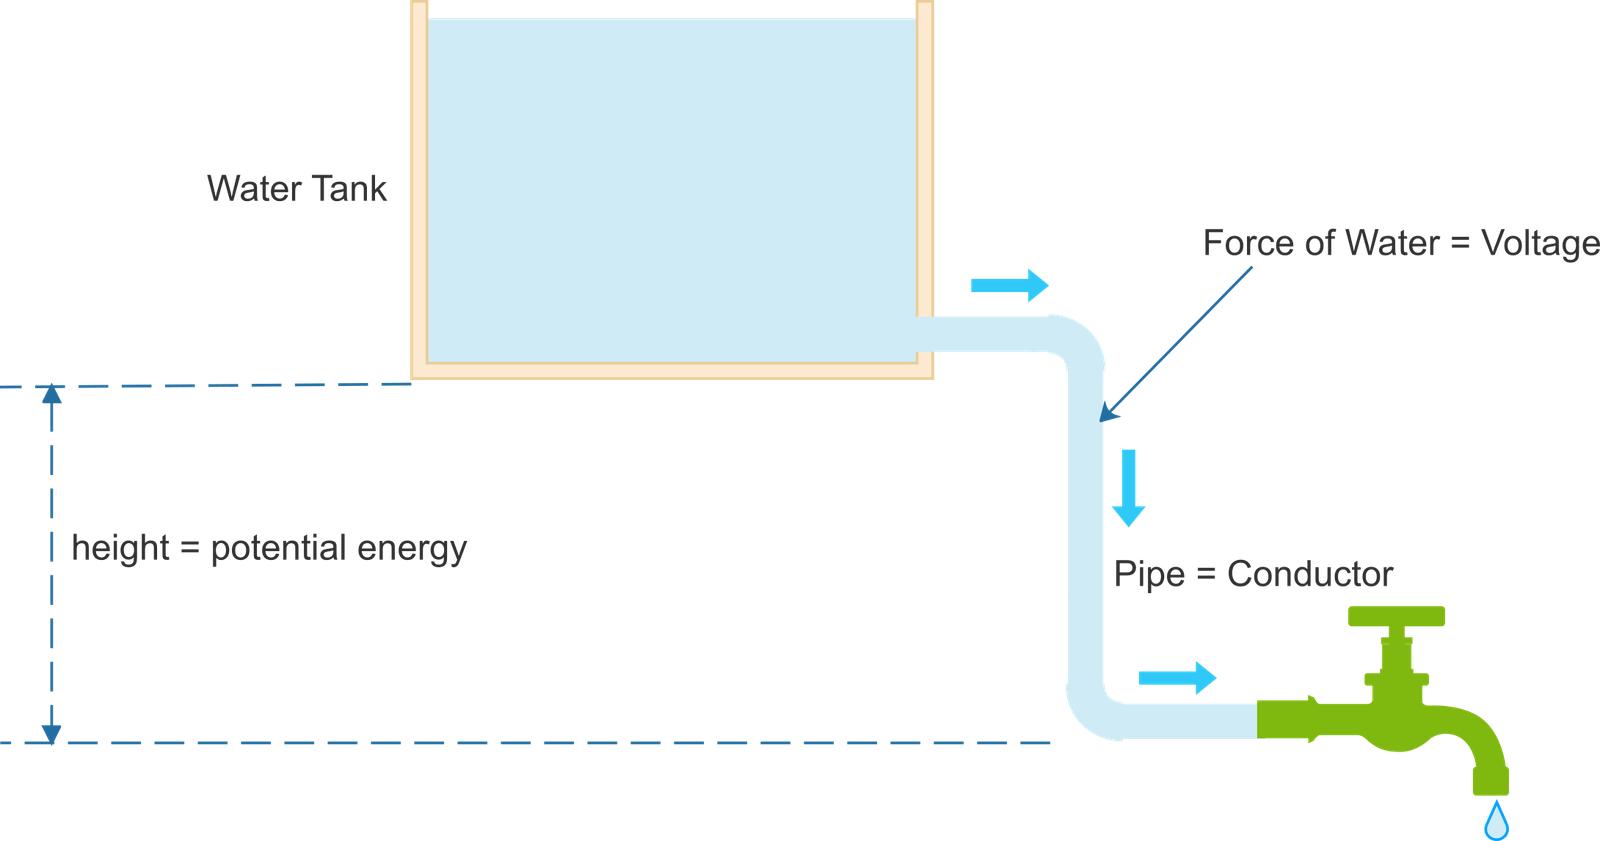 Water Tank
Force of Water = Voltage
height = potential energy
Pipe = Conductor